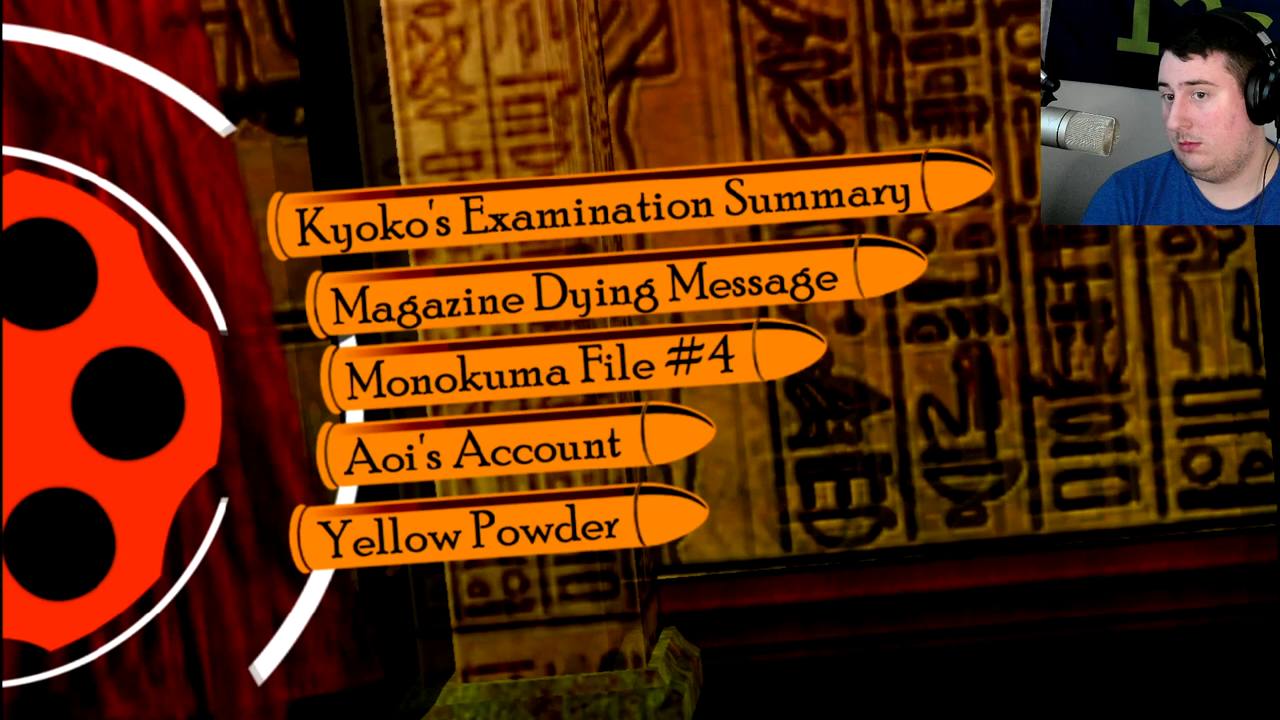 Kyoko's Examination Summary
Magazine Dying Message
Monokuma File #4
Aoi's Account
Yellow Powder